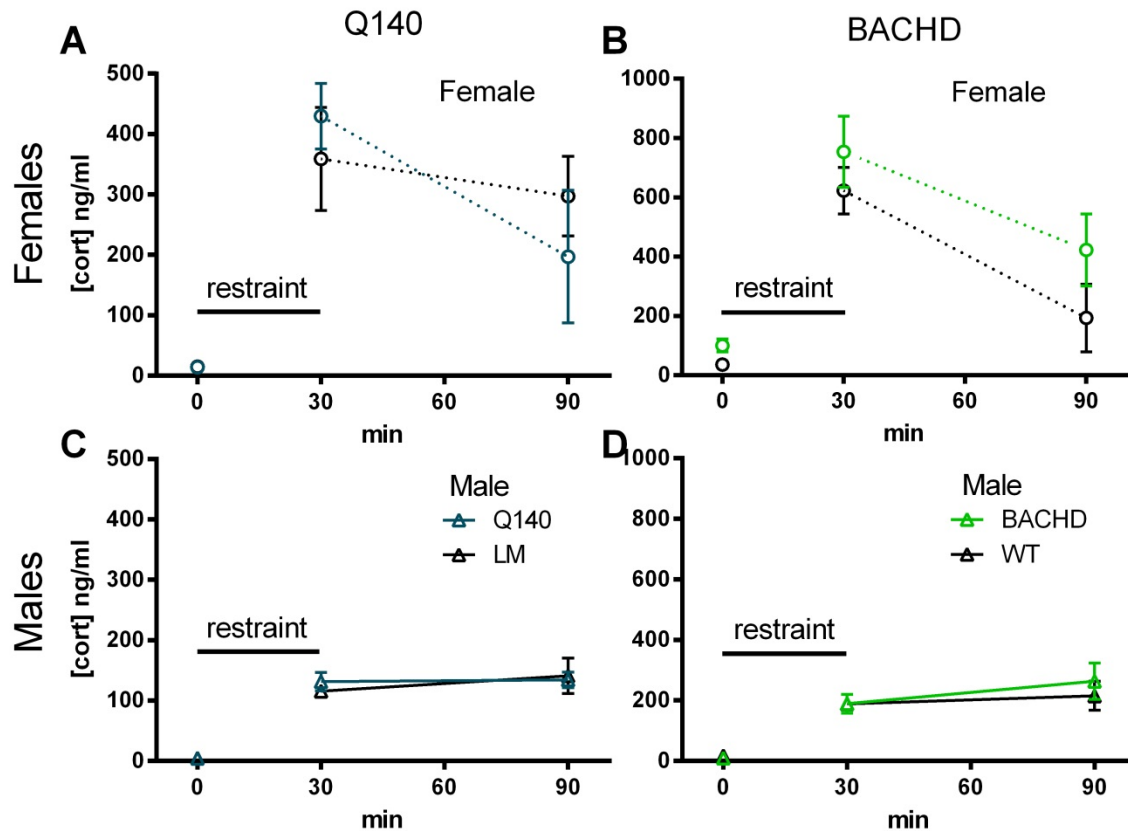 Q140
BACHD
A
B
Females
[cort] ng/ml
500
400
300
200
100
0
Female
restraint
0
30
60
90
min
1000
800
600
400
200
0
Female
restraint
0
30
60
90
min
C
D
Males
[cort] ng/ml
500
400
300
200
100
0
Male
Q140
LM
restraint
0
30
60
90
min
1000
800
600
400
200
0
Male
BACHD
WT
restraint
0
30
60
90
min